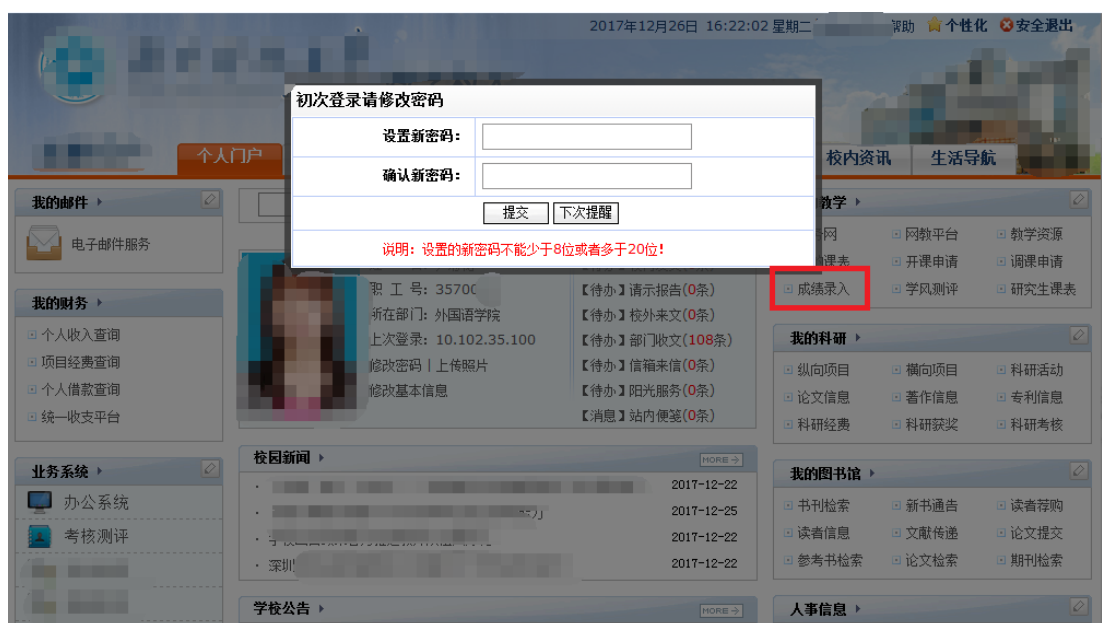 2017年12月26日 16:22:02 星期二
帮助 个性化 安全退出
初次登录请修改密码
设置新密码：
确认新密码：
提交 下次提醒
说明：设置的新密码不能少于8位或者多于20位！
个人门户
校内资讯
生活导航
我的邮件
电子邮件服务
我的财务
个人收入查询
项目经费查询
个人借款查询
统一收支平台
业务系统
办公系统
考核测评
职 工 号: 35700
所在部门: 外国语学院
上次登录: 10.102.35.100
修改密码 | 上传照片
修改基本信息
【待办】请示报告(0条)
【待办】校外来文(0条)
【待办】部门收文(108条)
【待办】信箱来信(0条)
【待办】阳光服务(0条)
【消息】站内便笺(0条)
校园新闻
MORE
2017-12-22
2017-12-25
2017-12-22
深圳
2017-12-22
学校公告
MORE
教学
网 网教平台 教学资源
课表 开课申请 调课申请
成绩录入 学风测评 研究生课表
我的科研
纵向项目 横向项目 科研活动
论文信息 著作信息 专利信息
科研经费 科研获奖 科研考核
我的图书馆
书刊检索 新书通告 读者荐购
读者信息 文献传递 论文提交
参考书检索 论文检索 期刊检索
人事信息